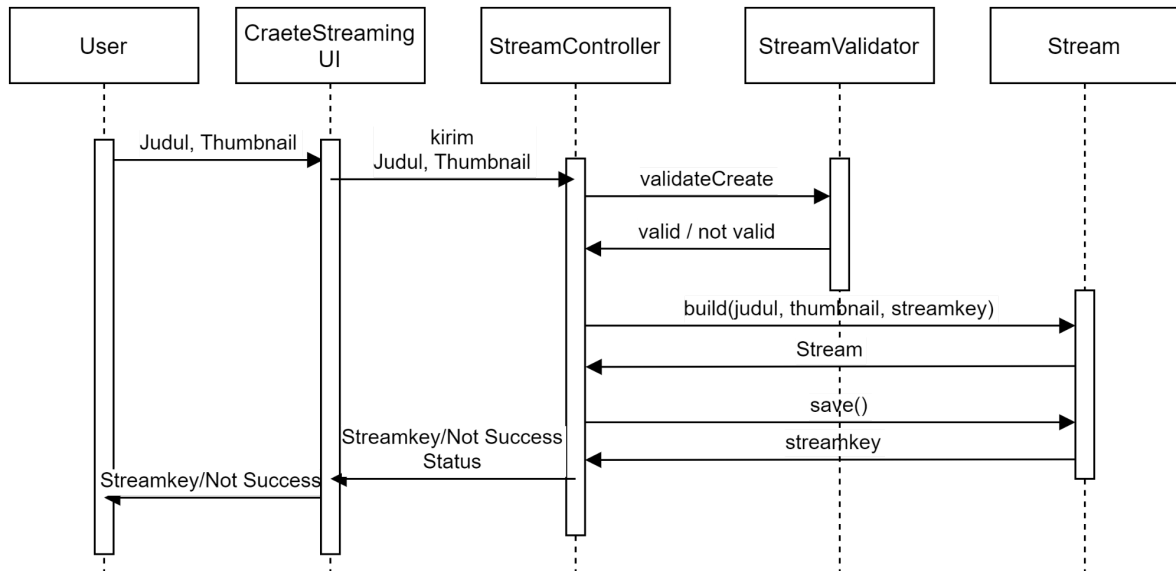 User
CraeteStreaming
UI
StreamController
StreamValidator
Stream
Judul, Thumbnail
kirim
Judul, Thumbnail
validateCreate
valid / not valid
build(judul, thumbnail, streamkey)
Stream
save()
streamkey
Streamkey/Not Success
Status
Streamkey/Not Success